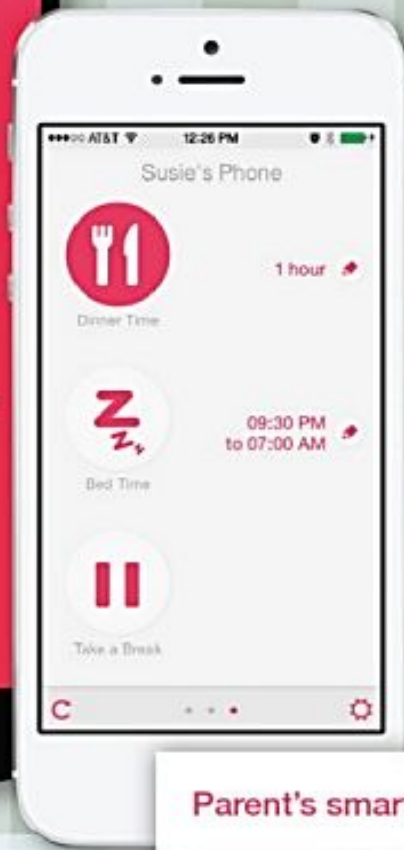 AT&T 12:26 PM
Susie's Phone
Dinner Time
1 hour
Bed Time
09:30 PM
to 07:00 AM
Take a Break
Parent's smar